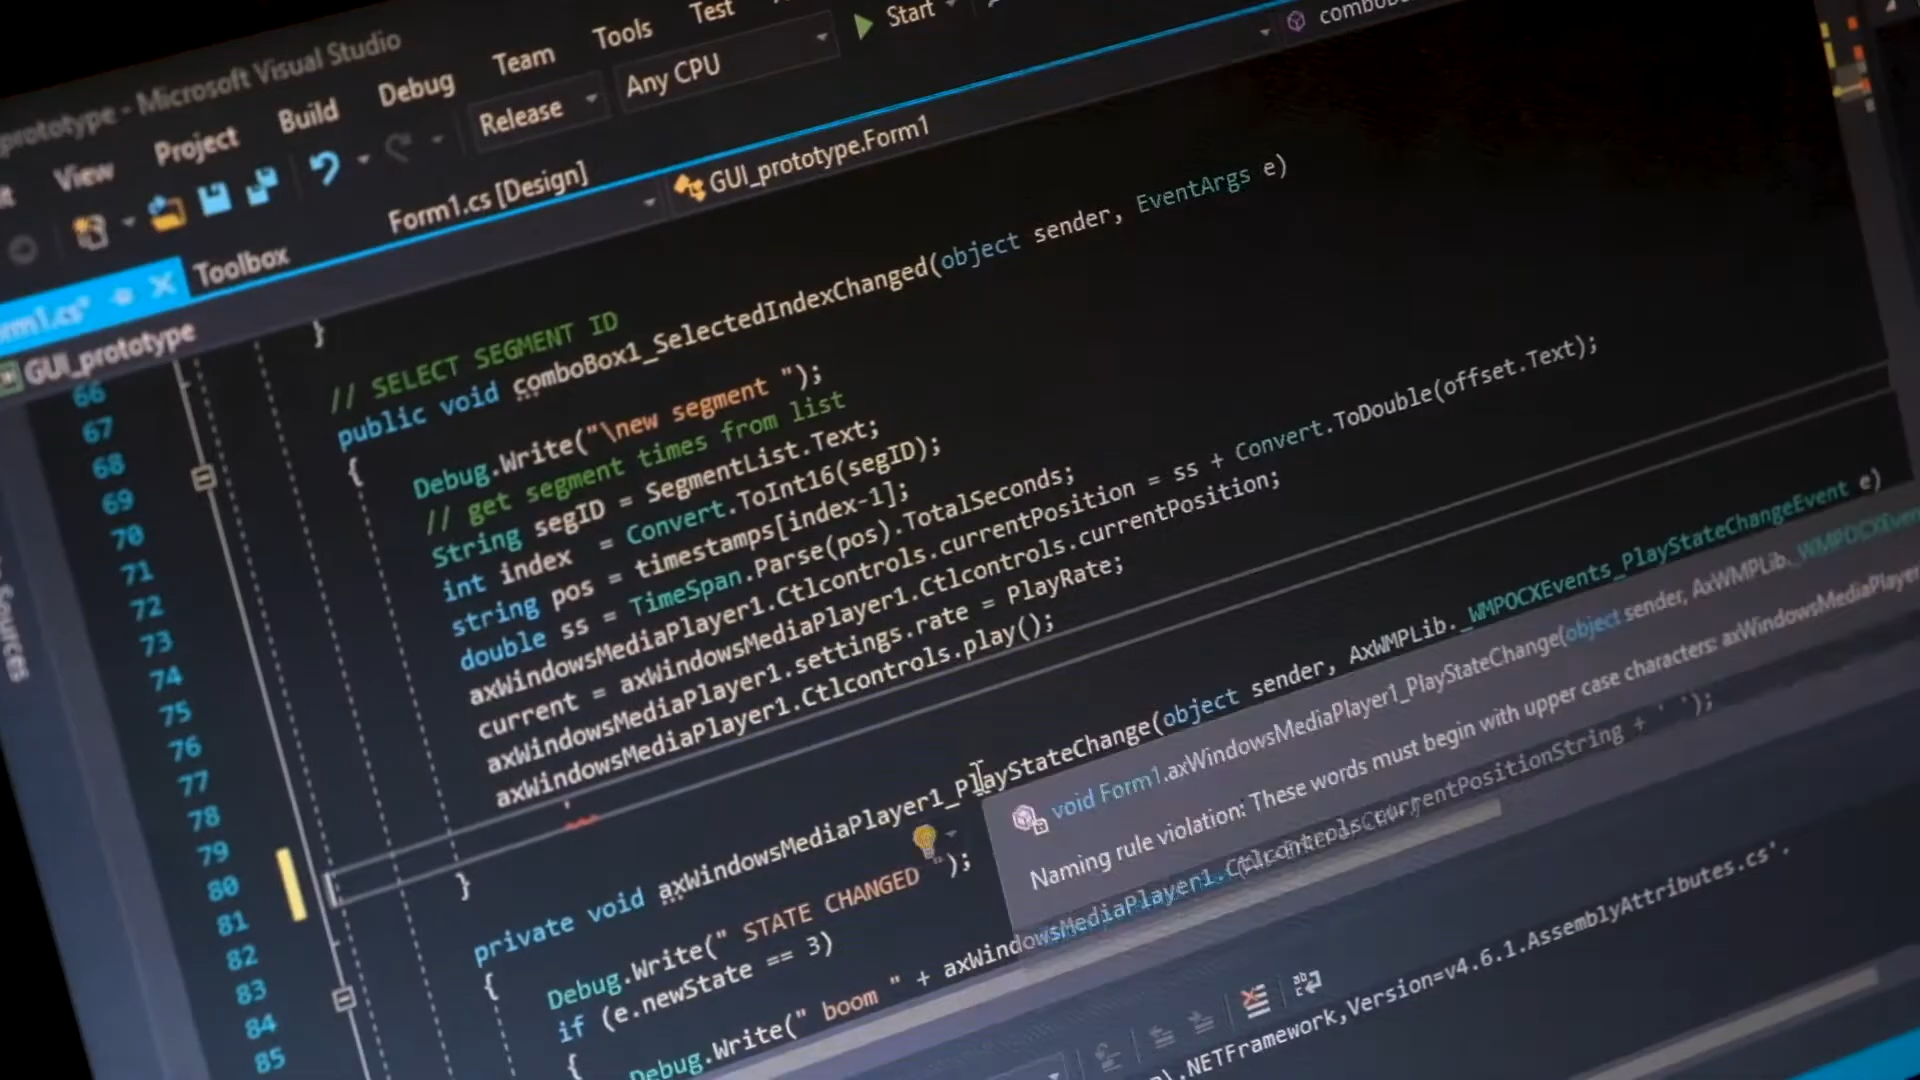 prototype - Microsoft Visual Studio
View Project Build Debug Team Tools Test
Release Any CPU Start
Form1.cs [Design]
Toolbox
GUI_prototype.Form1
GUI_prototype
Sources
66
67
68
69
70
71
72
73
74
75
76
77
78
79
80
81
82
83
84
85
}
// SELECT SEGMENT ID
public void comboBox1_SelectedIndexChanged(object sender, EventArgs e)
{
Debug.Write("\new segment ");
// get segment times from list
String segID = SegmentList.Text;
int index = Convert.ToInt16(segID);
string pos = timestamps[index-1];
double ss = TimeSpan.Parse(pos).TotalSeconds;
axWindowsMediaPlayer1.Ctlcontrols.currentPosition = ss + Convert.ToDouble(offset.Text);
current = axWindowsMediaPlayer1.Ctlcontrols.currentPosition;
axWindowsMediaPlayer1.settings.rate = PlayRate;
axWindowsMediaPlayer1.Ctlcontrols.play();
}
private void axWindowsMediaPlayer1_PlayStateChange(object sender, AxWMPLib._WMPOCXEvents_PlayStateChangeEvent e)
{
Debug.Write(" STATE CHANGED ");
if (e.newState == 3)
{
Debug.Write(" boom " + axWindowsMediaPlayer1.Ctlcontrols.currentPositionString + ' ');
void Form1.axWindowsMediaPlayer1_PlayStateChange(object sender, AxWMPLib._WMPOCXEven
Naming rule violation: These words must begin with upper case characters: axWindowsMediaPlayer
.NETFramework,Version=v4.6.1.AssemblyAttributes.cs'.